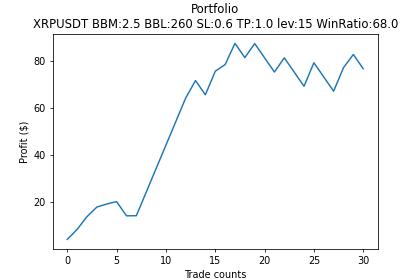 Portfolio
XRPUSDT BBM:2.5 BBL:260 SL:0.6 TP:1.0 lev:15 WinRatio:68.0
80
60
40
20
Profit ($)
0 5 10 15 20 25 30
Trade counts